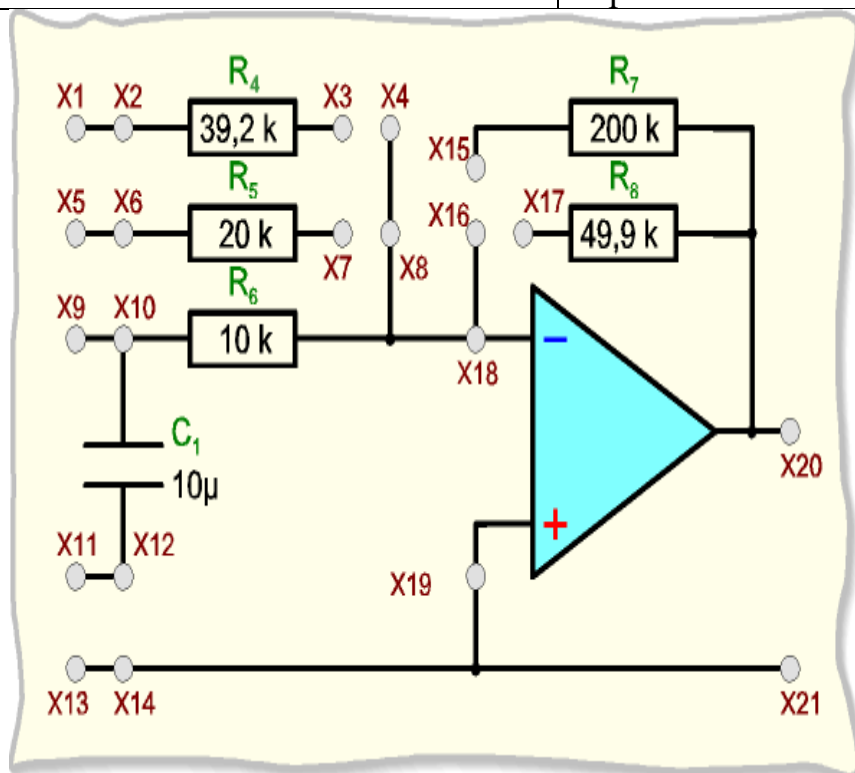 R4 R7
X1 X2 39,2 k X3 X4 200 k
X15
R5 R8
X5 X6 20 k X16 X17 49,9 k
X7 X8
R6
X9 X10 10 k −
X18
C1
10µ X20
+
X11 X12 X19
X13 X14 X21